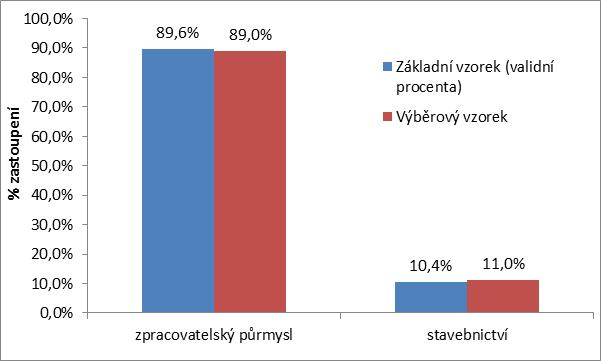 100,0%
90,0%
80,0%
70,0%
60,0%
50,0%
40,0%
30,0%
20,0%
10,0%
0,0%
% zastoupení
89,6%
89,0%
10,4%
11,0%
zpracovatelský půrmysl
stavebnictví
Základní vzorek (validní
procenta)
Výběrový vzorek